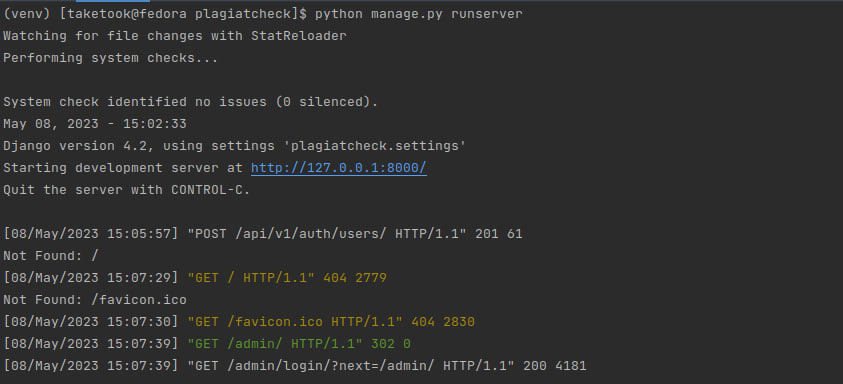 (venv) [taketook@fedora plagiatcheck]$ python manage.py runserver
Watching for file changes with StatReloader
Performing system checks...
System check identified no issues (0 silenced).
May 08, 2023 - 15:02:33
Django version 4.2, using settings 'plagiatcheck.settings'
Starting development server at http://127.0.0.1:8000/
Quit the server with CONTROL-C.
[08/May/2023 15:05:57] "POST /api/v1/auth/users/ HTTP/1.1" 201 61
Not Found: /
[08/May/2023 15:07:29] "GET / HTTP/1.1" 404 2779
Not Found: /favicon.ico
[08/May/2023 15:07:30] "GET /favicon.ico HTTP/1.1" 404 2830
[08/May/2023 15:07:39] "GET /admin/ HTTP/1.1" 302 0
[08/May/2023 15:07:39] "GET /admin/login/?next=/admin/ HTTP/1.1" 200 4181